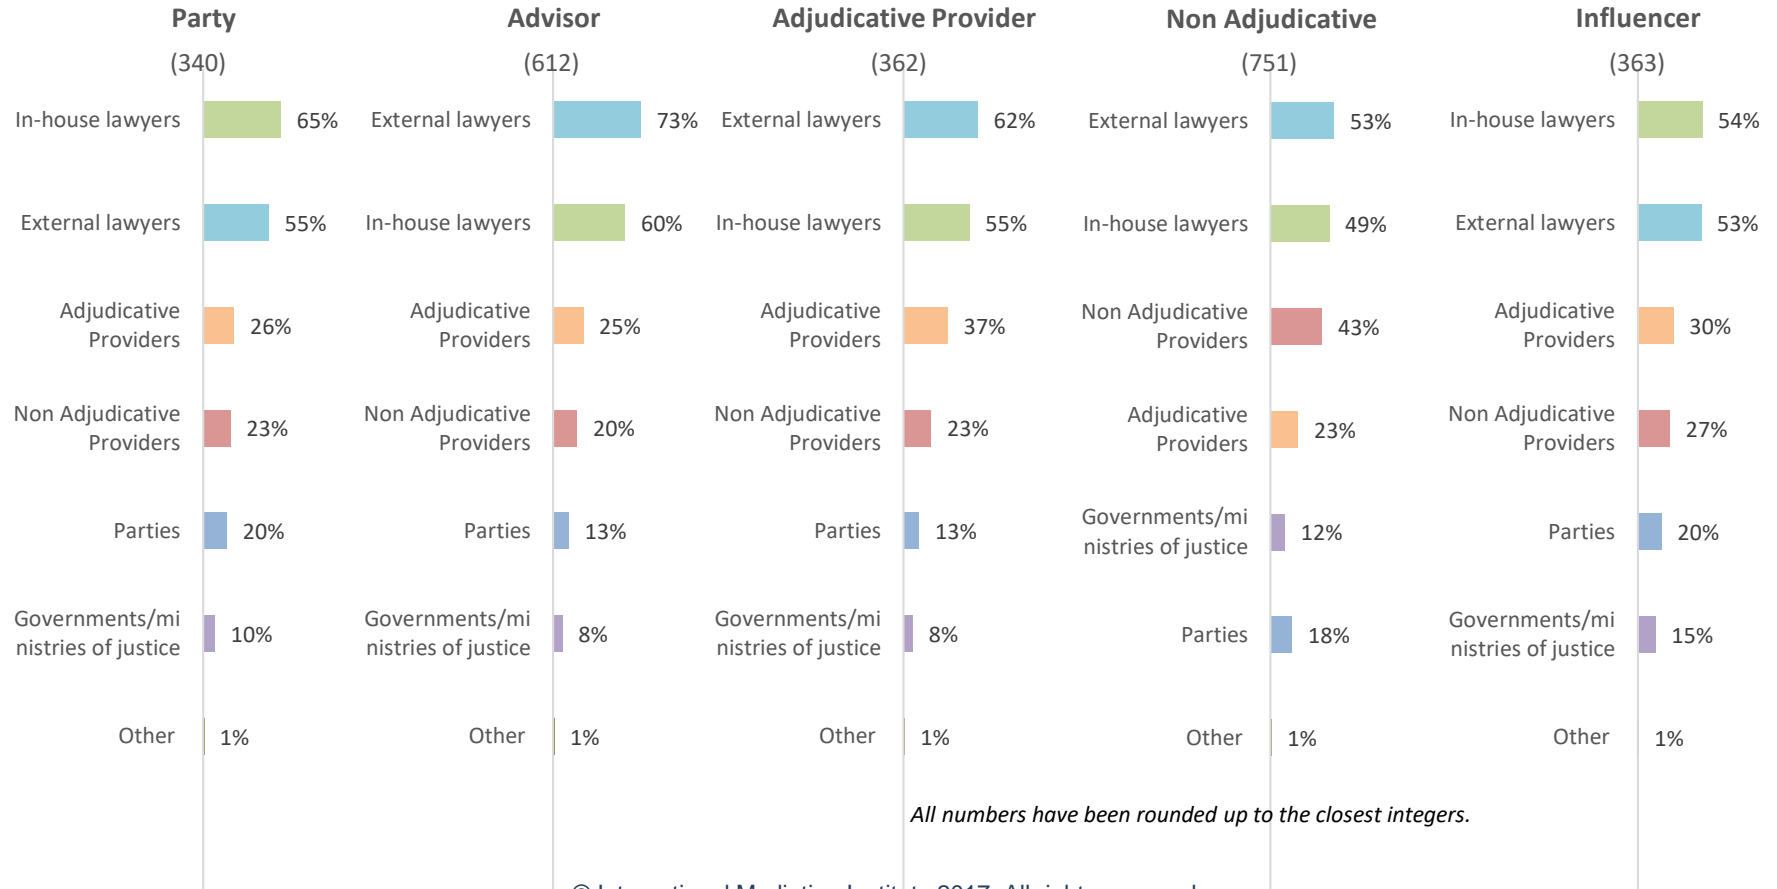 Party
(340)
In-house lawyers 65%
External lawyers 55%
Adjudicative
Providers 26%
Non Adjudicative
Providers 23%
Parties 20%
Governments/mi
nistries of justice 10%
Other 1%
Advisor
(612)
External lawyers 73%
In-house lawyers 60%
Adjudicative
Providers 25%
Non Adjudicative
Providers 20%
Parties 13%
Governments/mi
nistries of justice 8%
Other 1%
Adjudicative Provider
(362)
External lawyers 62%
In-house lawyers 55%
Adjudicative
Providers 37%
Non Adjudicative
Providers 23%
Parties 13%
Governments/mi
nistries of justice 8%
Other 1%
Non Adjudicative
(751)
External lawyers 53%
In-house lawyers 49%
Non Adjudicative
Providers 43%
Adjudicative
Providers 23%
Governments/mi
nistries of justice 12%
Parties 18%
Other 1%
Influencer
(363)
In-house lawyers 54%
External lawyers 53%
Adjudicative
Providers 30%
Non Adjudicative
Providers 27%
Parties 20%
Governments/mi
nistries of justice 15%
Other 1%
All numbers have been rounded up to the closest integers.
© International Mediation Institute 2017. All rights reserved